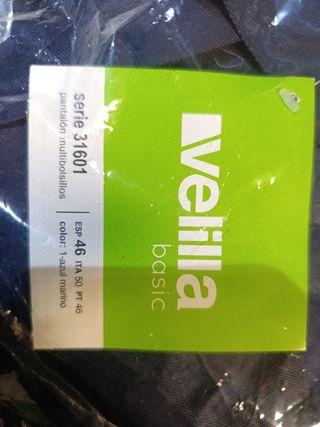 velilla
basic
serie 31601
pantalón multibolsillos
ESP 46 ITA 50 PT 46
color: 1-azul marino